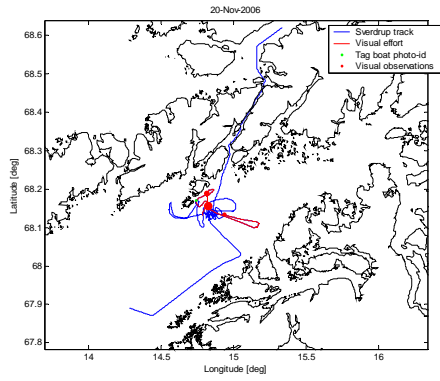 20-Nov-2006
Sverdrup track
Visual effort
Tag boat photo-id
Visual observations
68.6
68.5
68.4
68.3
68.2
68.1
68
67.9
67.8
Latitude [deg]
14
14.5
15
15.5
16
Longitude [deg]